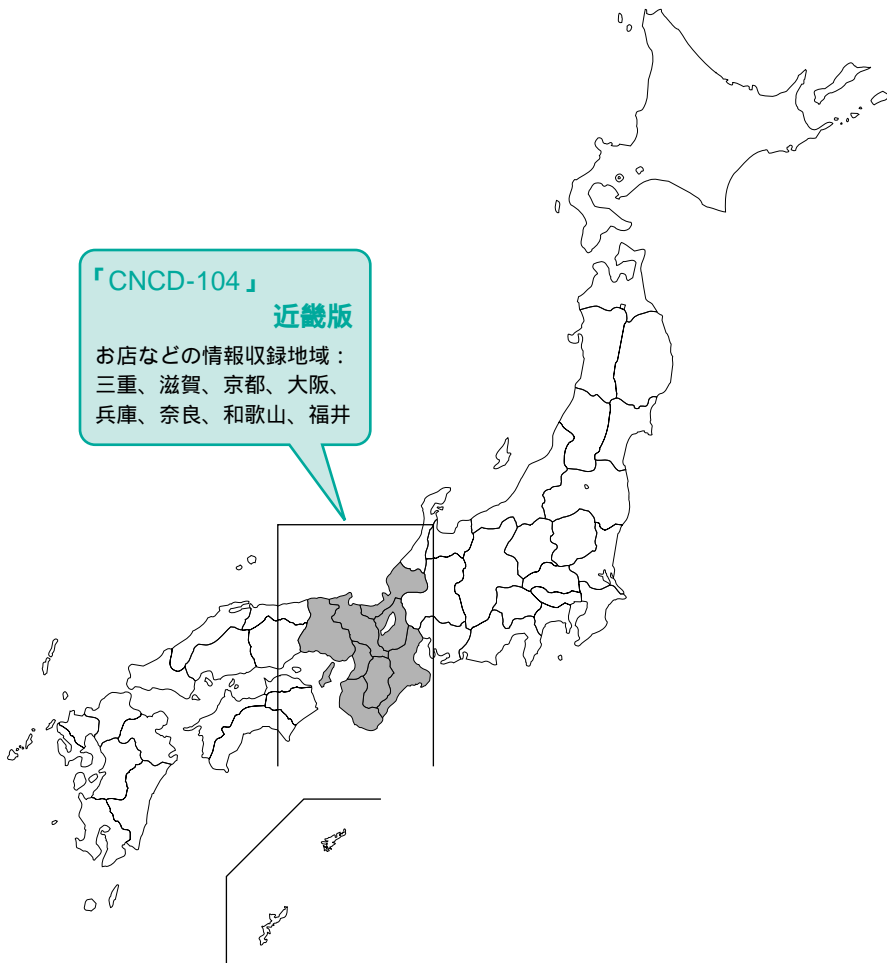 「CNCD-104」
近畿版
お店などの情報収録地域：
三重、滋賀、京都、大阪、
兵庫、奈良、和歌山、福井